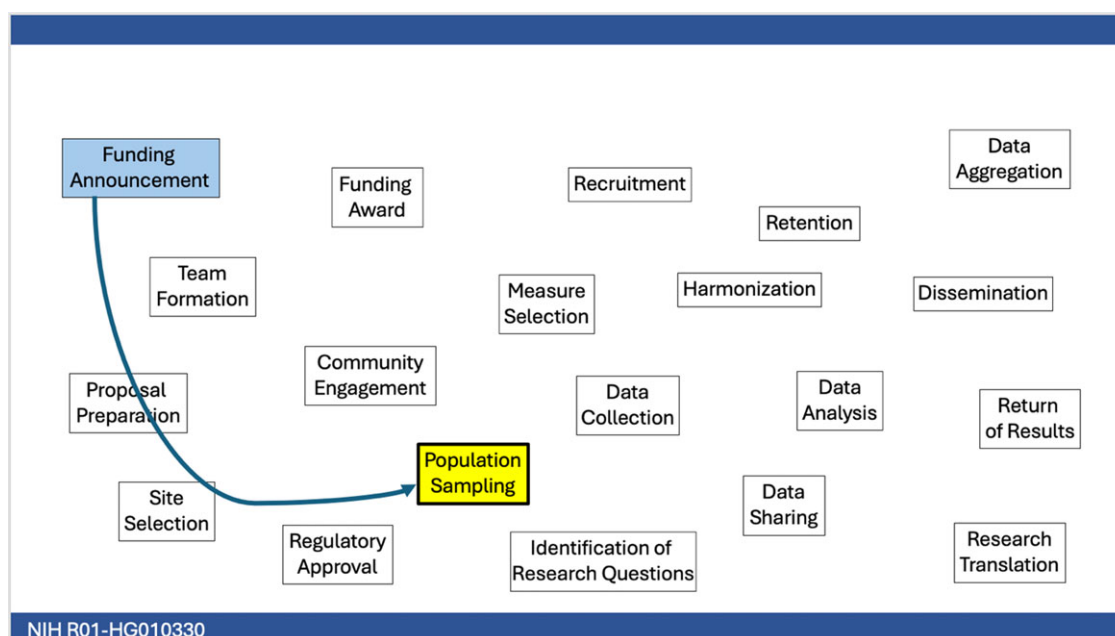 Funding
Announcement
Funding
Award
Recruitment
Data
Aggregation
Retention
Team
Formation
Measure
Selection
Harmonization
Dissemination
Proposal
Preparation
Community
Engagement
Data
Collection
Data
Analysis
Return
of Results
Population
Sampling
Site
Selection
Data
Sharing
Regulatory
Approval
Identification of
Research Questions
Research
Translation
NIH R01-HG010330